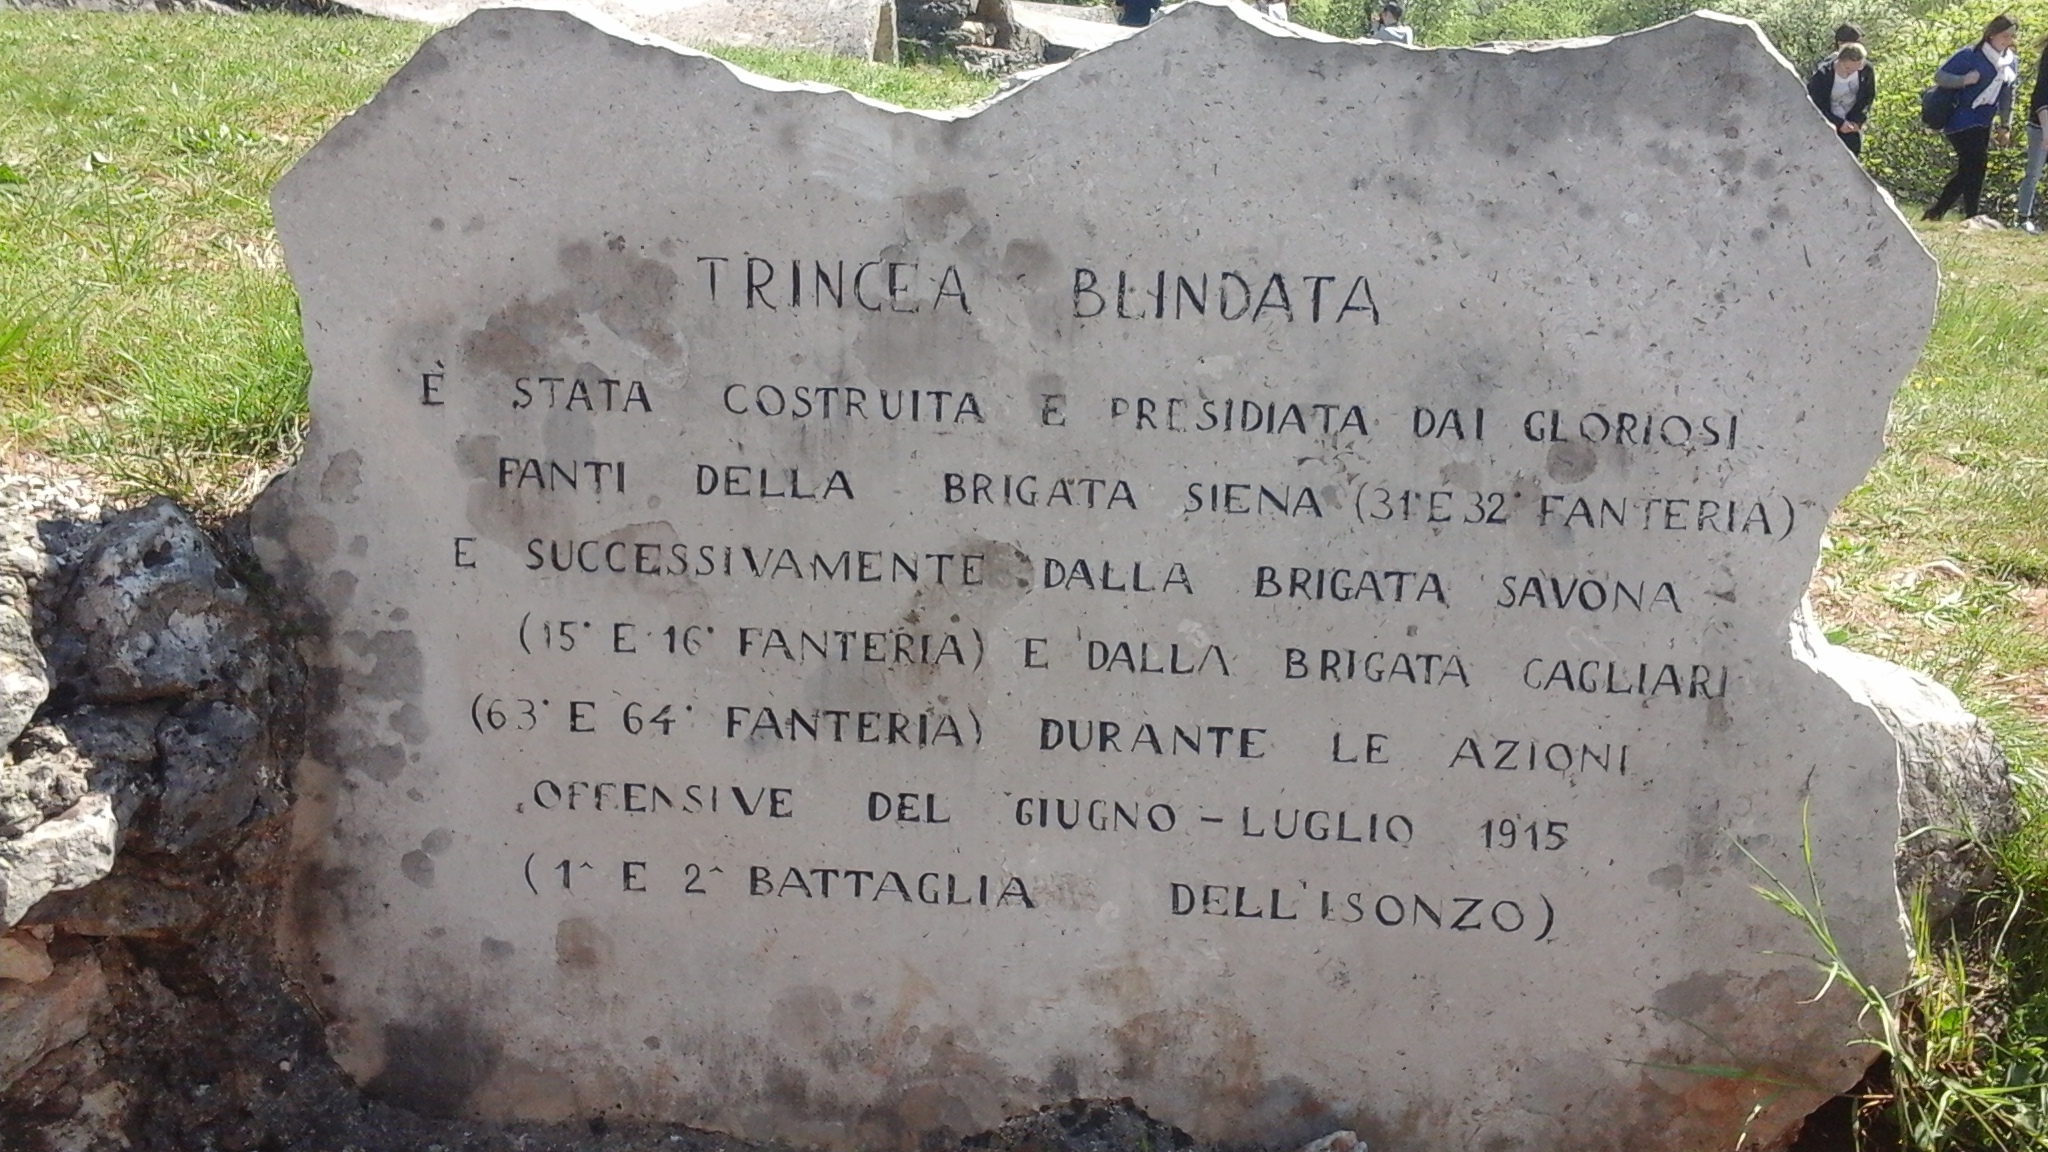 TRINCEA BLINDATA
È STATA COSTRUITA E PRESIDIATA DAI GLORIOSI
FANTI DELLA BRIGATA SIENA (31° E 32° FANTERIA)
E SUCCESSIVAMENTE DALLA BRIGATA SAVONA
(15° E 16° FANTERIA) E DALLA BRIGATA CAGLIARI
(63° E 64° FANTERIA) DURANTE LE AZIONI
OFFENSIVE DEL GIUGNO - LUGLIO 1915
(1^ E 2^ BATTAGLIA DELL'ISONZO)